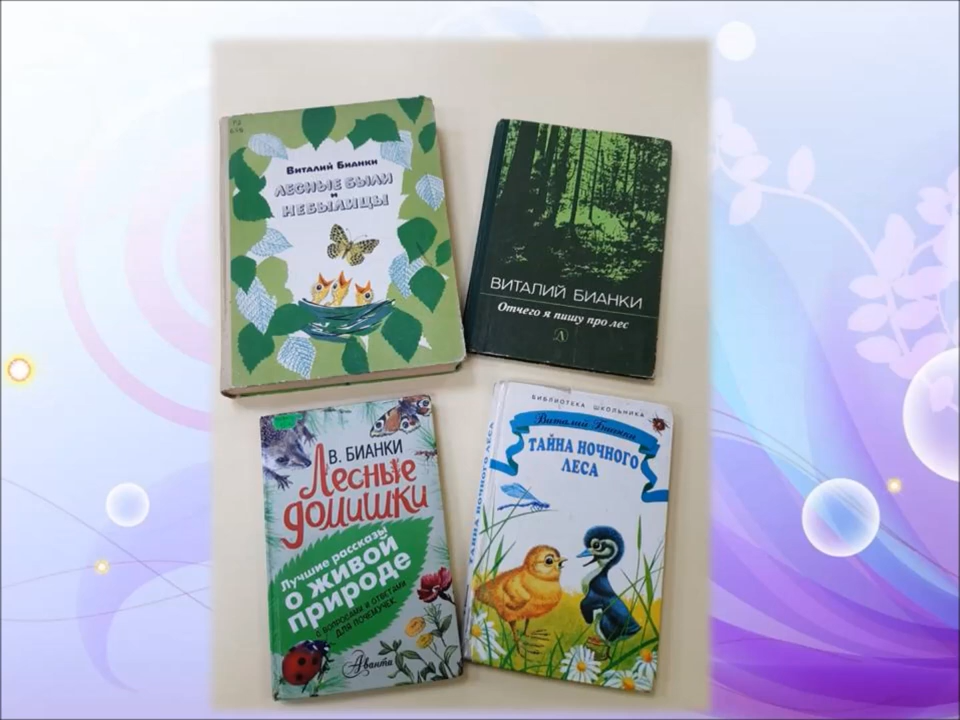 Виталий Бианки
ЛЕСНЫЕ БЫЛИ
и
НЕБЫЛИЦЫ
ВИТАЛИЙ БИАНКИ
Отчего я пишу про лес
В. БИАНКИ
Лесные
домишки
Лучшие рассказы
о живой
природе
с вопросами и ответами
для почемучек
Аванта
БИБЛИОТЕКА ШКОЛЬНИКА
Виталий Бианки
ТАЙНА НОЧНОГО
ЛЕСА
ТАЙНА НОЧНОГО ЛЕСА